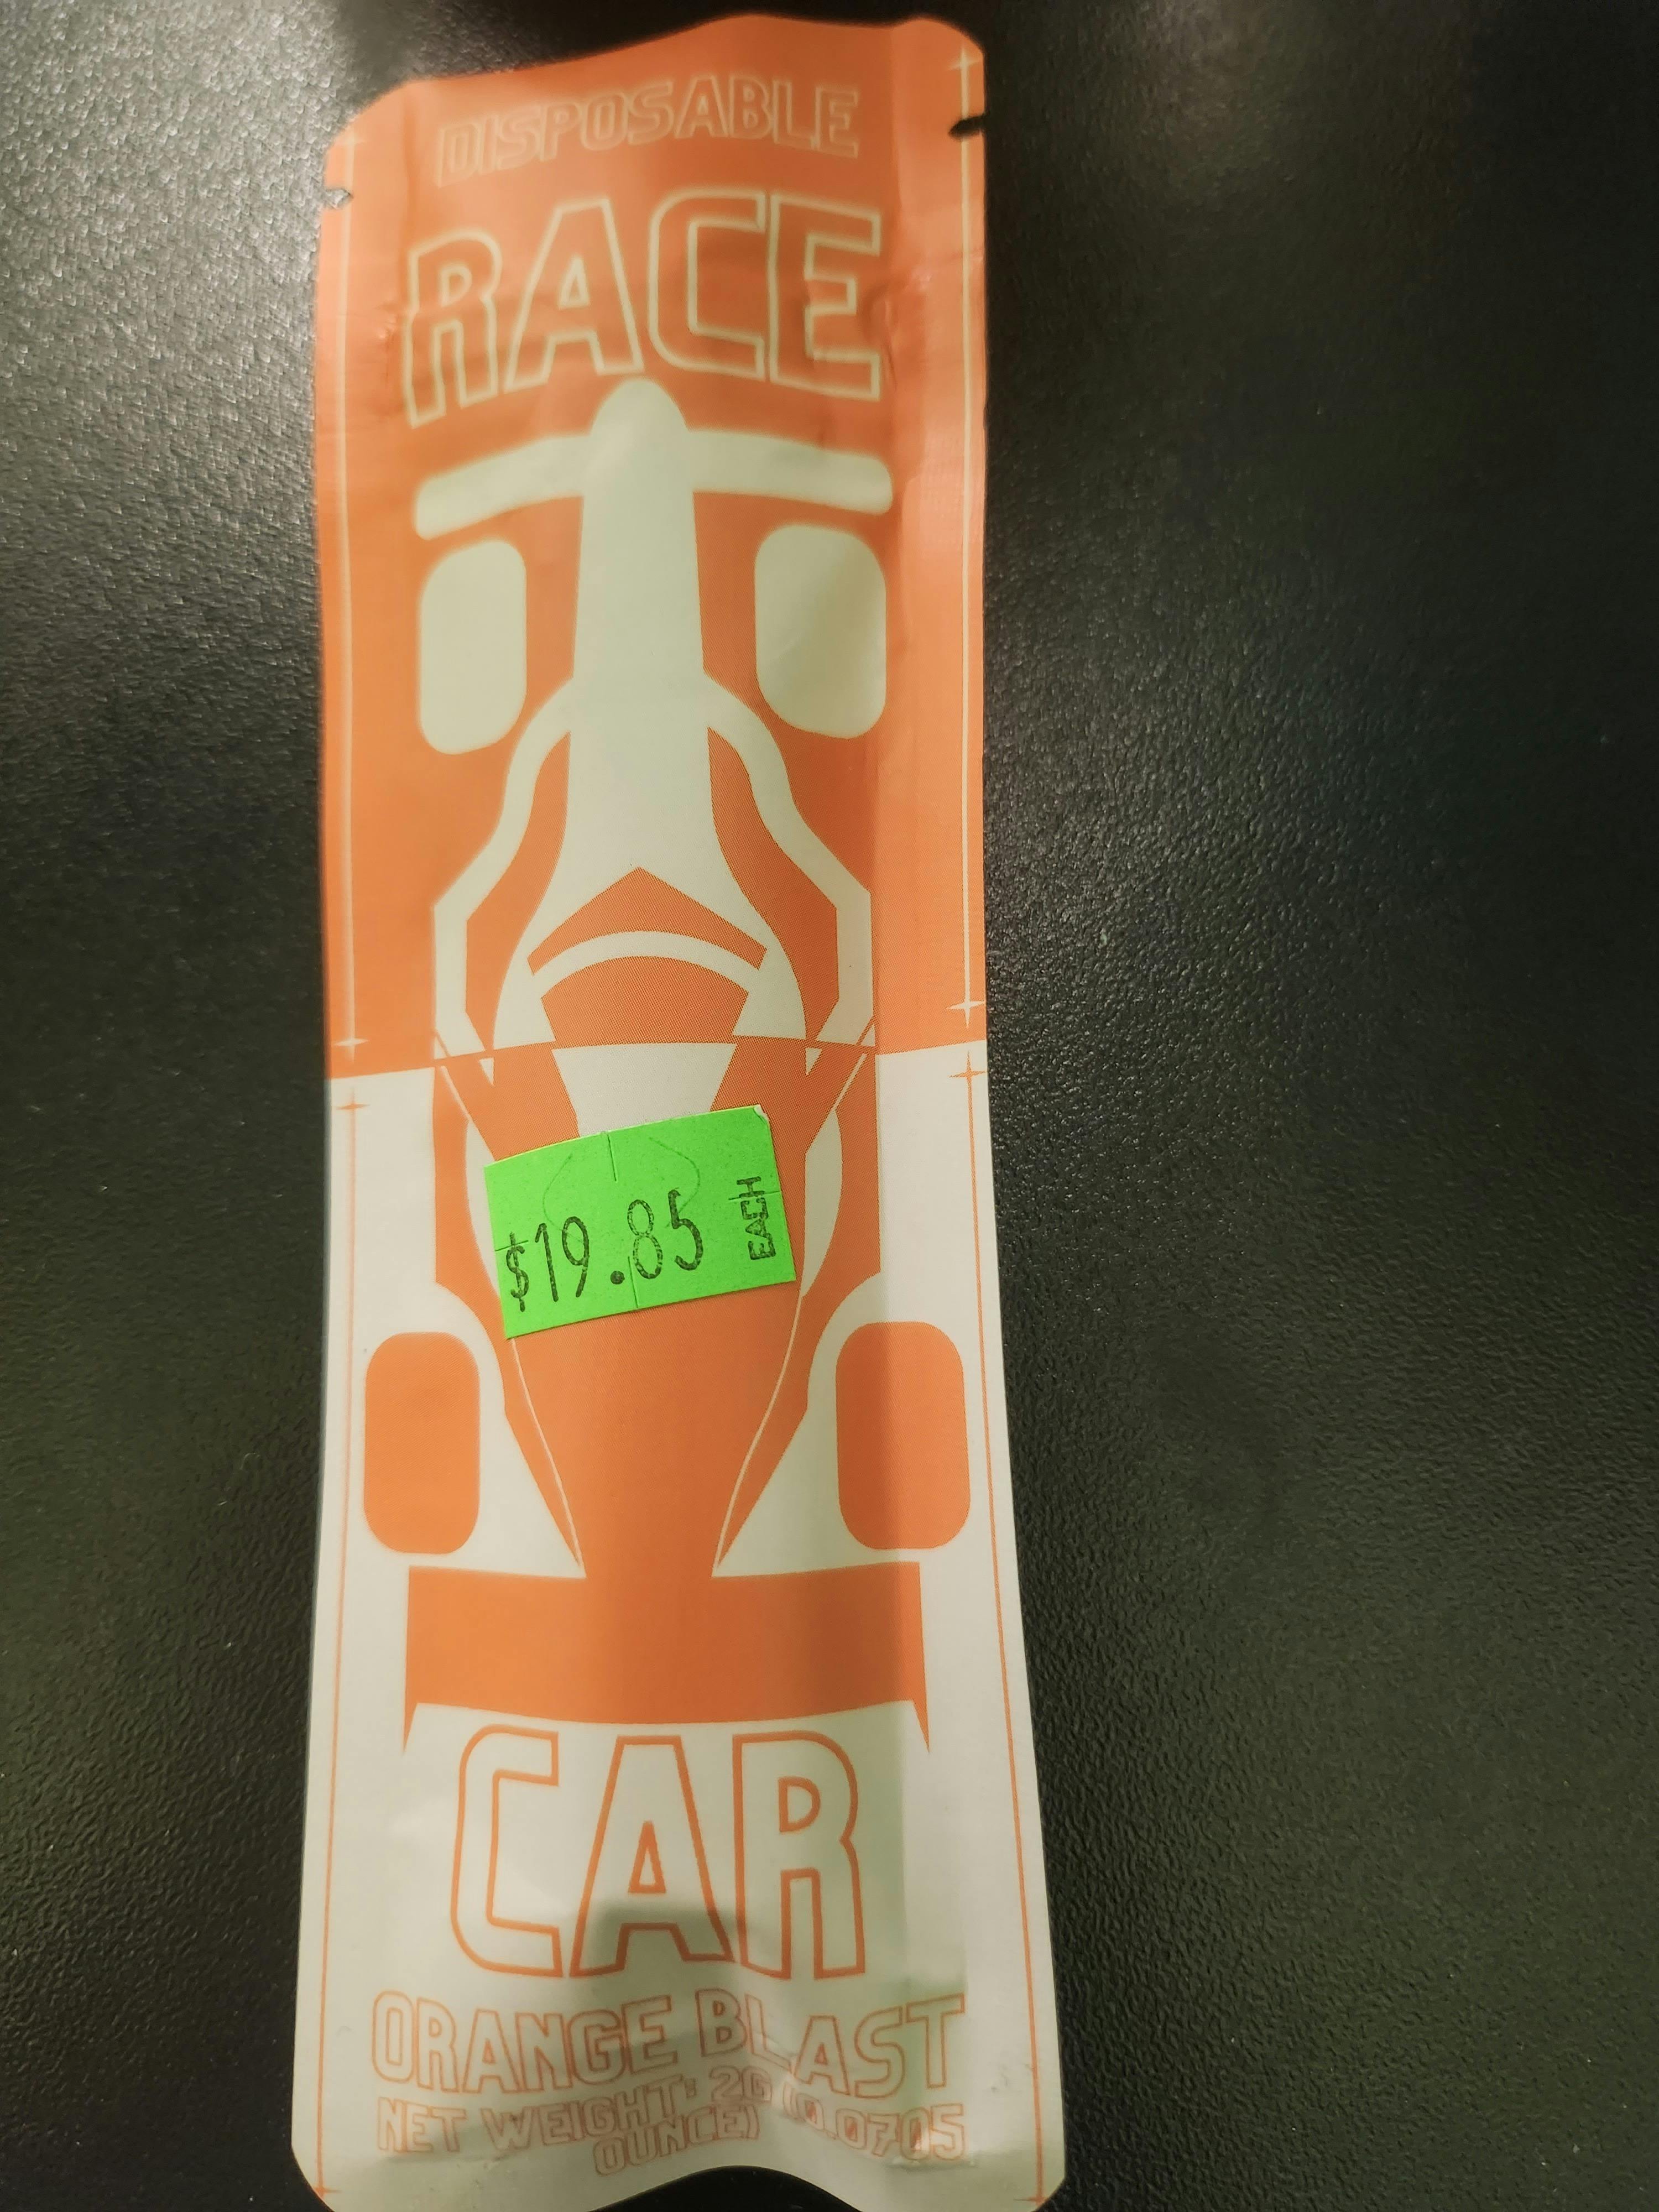 DISPOSABLE
RACE
$19.85 EACH
CAR
ORANGE BLAST
NET WEIGHT: 2G (0.0705
OUNCE)